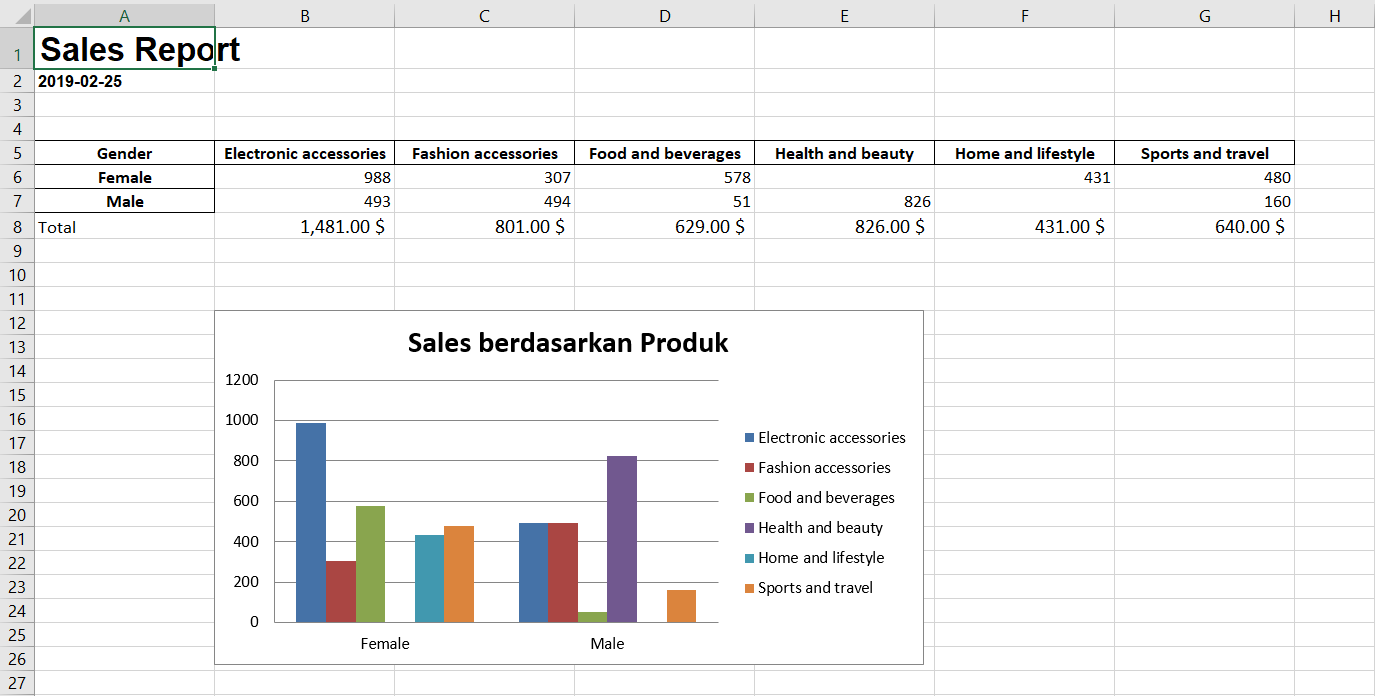 A B C D E F G H
1 Sales Report
2 2019-02-25
3
4
5 Gender Electronic accessories Fashion accessories Food and beverages Health and beauty Home and lifestyle Sports and travel
6 Female 988 307 578 431 480
7 Male 493 494 51 826 160
8 Total 1,481.00 $ 801.00 $ 629.00 $ 826.00 $ 431.00 $ 640.00 $
9
10
11
12
13
14
15
16
17
18
19
20
21
22
23
24
25
26
27
Sales berdasarkan Produk
1200
1000
800
600
400
200
0
Female Male
Electronic accessories
Fashion accessories
Food and beverages
Health and beauty
Home and lifestyle
Sports and travel